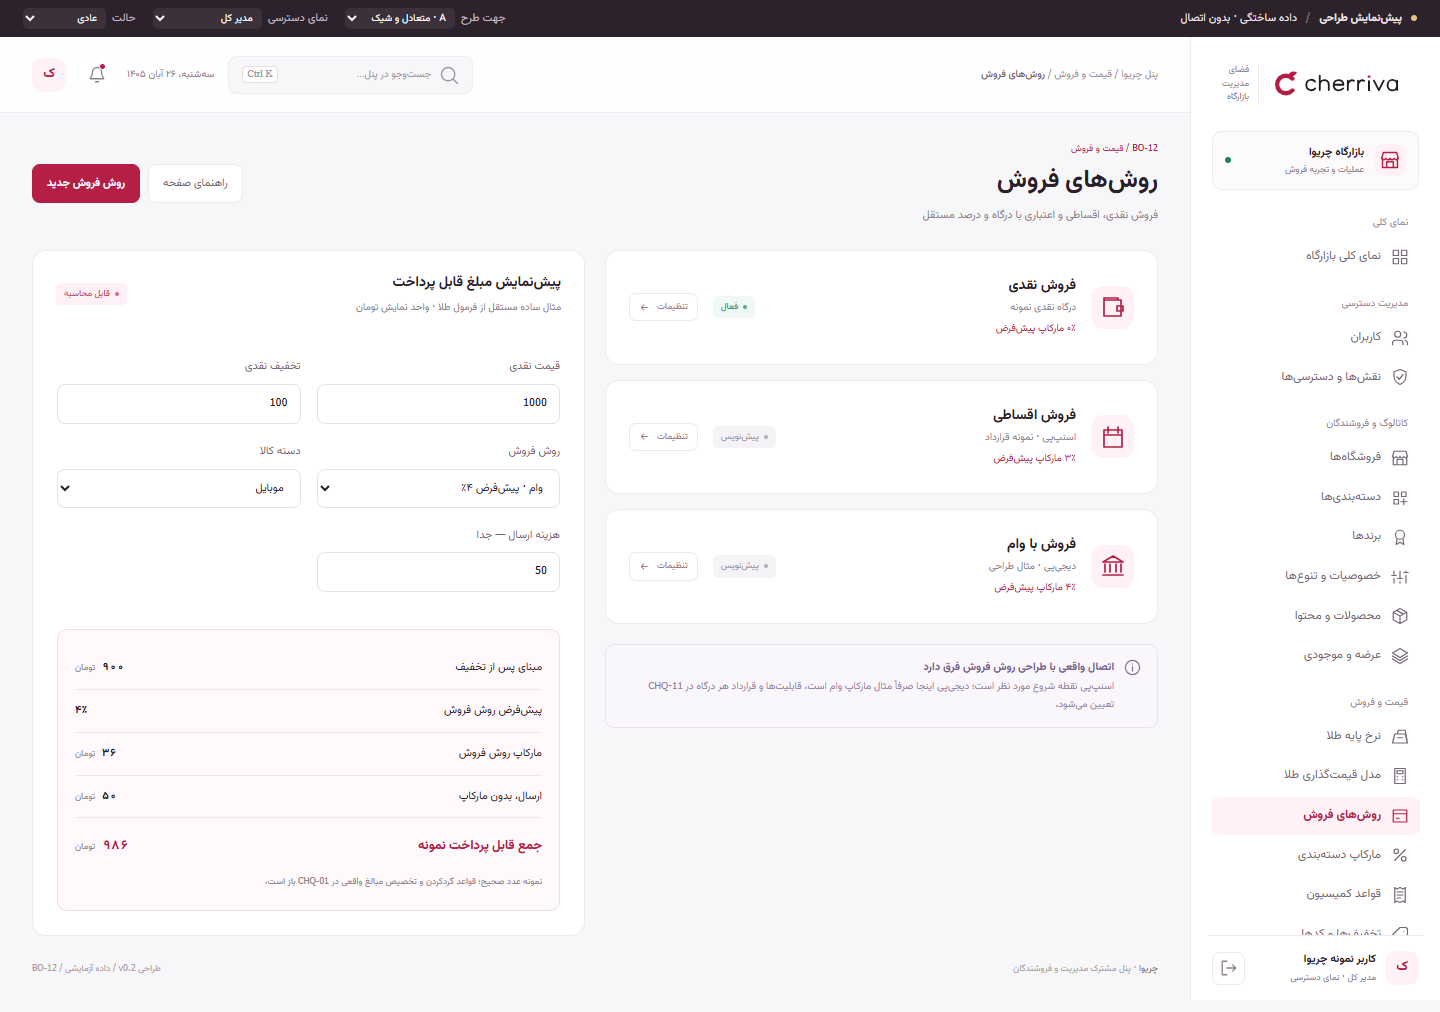 پیش‌نمایش طراحی / داده ساختگی · بدون اتصال
جهت طرح A · متعادل و شیک نمای دسترسی مدیر کل حالت عادی
cherriva
فضای
مدیریت
بازارگاه
بازارگاه چریوا
عملیات و تجربه فروش
نمای کلی
نمای کلی بازارگاه
مدیریت دسترسی
کاربران
نقش‌ها و دسترسی‌ها
کاتالوگ و فروشندگان
فروشگاه‌ها
دسته‌بندی‌ها
برندها
خصوصیات و تنوع‌ها
محصولات و محتوا
عرضه و موجودی
قیمت و فروش
نرخ پایه طلا
مدل قیمت‌گذاری طلا
روش‌های فروش
مارکاپ دسته‌بندی
قواعد کمیسیون
تخفیف‌ها و کدها
ک
کاربر نمونه چریوا
مدیر کل · نمای دسترسی
پنل چریوا / قیمت و فروش / روش‌های فروش
جست‌وجو در پنل... Ctrl K
سه‌شنبه، ۲۶ آبان ۱۴۰۵
ک
BO-12 / قیمت و فروش
روش‌های فروش
فروش نقدی، اقساطی و اعتباری با درگاه و درصد مستقل
راهنمای صفحه
روش فروش جدید
فروش نقدی
درگاه نقدی نمونه
۰٪ مارکاپ پیش‌فرض
فعال
تنظیمات ←
فروش اقساطی
اسنپ‌پی · نمونه قرارداد
۳٪ مارکاپ پیش‌فرض
پیش‌نویس
تنظیمات ←
فروش با وام
دیجی‌پی · مثال طراحی
۴٪ مارکاپ پیش‌فرض
پیش‌نویس
تنظیمات ←
اتصال واقعی با طراحی روش فروش فرق دارد
اسنپ‌پی نقطه شروع مورد نظر است؛ دیجی‌پی اینجا صرفاً مثال مارکاپ وام است. قابلیت‌ها و قرارداد هر درگاه در CHQ-11
تعیین می‌شود.
پیش‌نمایش مبلغ قابل پرداخت
مثال ساده مستقل از فرمول طلا · واحد نمایش تومان
قابل محاسبه
قیمت نقدی
1000
تخفیف نقدی
100
روش فروش
وام · پیش‌فرض ۴٪
دسته کالا
موبایل
هزینه ارسال — جدا
50
مبنای پس از تخفیف ۹۰۰ تومان
پیش‌فرض روش فروش ۴٪
مارکاپ روش فروش ۳۶ تومان
ارسال، بدون مارکاپ ۵۰ تومان
جمع قابل پرداخت نمونه ۹۸۶ تومان
نمونه عدد صحیح؛ قواعد گردکردن و تخصیص مبالغ واقعی در CHQ-01 باز است.
چریوا · پنل مشترک مدیریت و فروشندگان
طراحی v0.2 / داده آزمایشی / BO-12